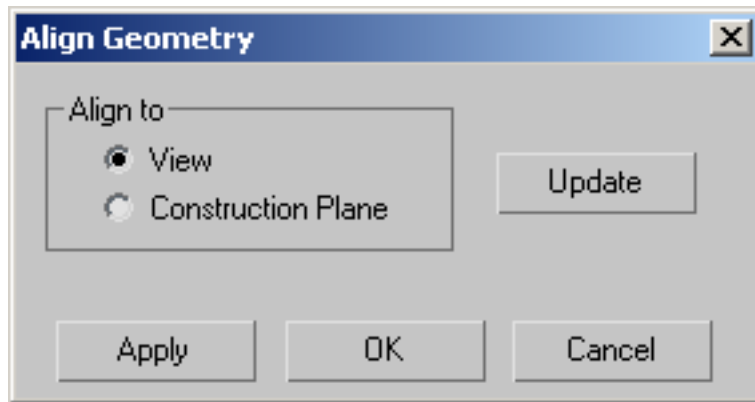 Align Geometry
Align to
View
Construction Plane
Update
Apply
OK
Cancel